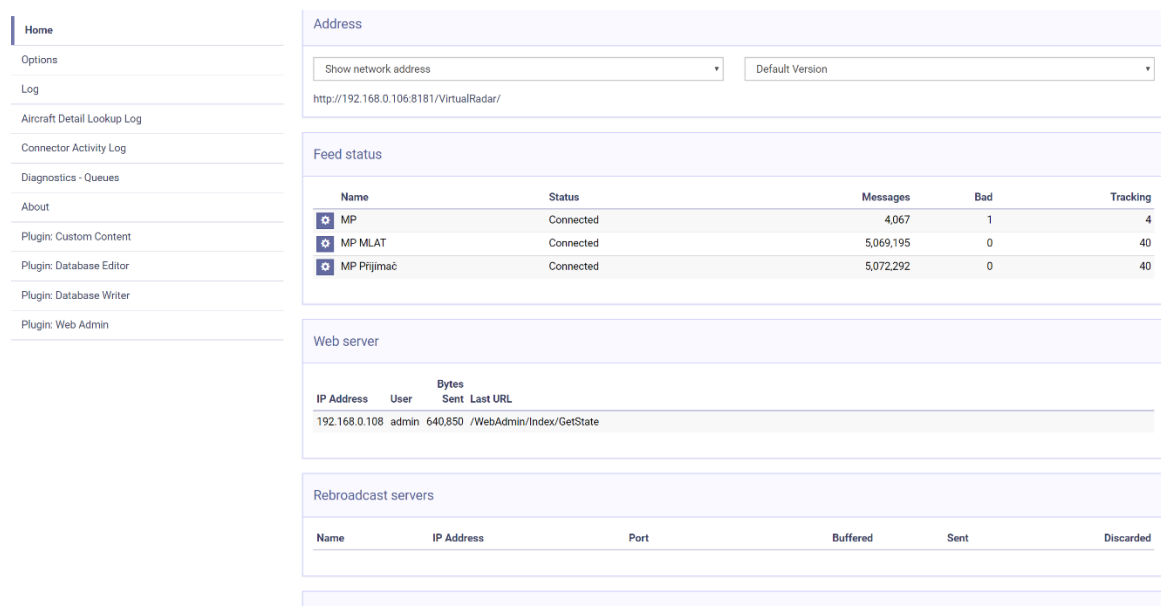 Home
Options
Log
Aircraft Detail Lookup Log
Connector Activity Log
Diagnostics - Queues
About
Plugin: Custom Content
Plugin: Database Editor
Plugin: Database Writer
Plugin: Web Admin
Address
Show network address Default Version
http://192.168.0.106:8181/VirtualRadar/
Feed status
Name Status Messages Bad Tracking
MP Connected 4,067 1 4
MP MLAT Connected 5,069,195 0 40
MP Přijímač Connected 5,072,292 0 40
Web server
Bytes
IP Address User Sent Last URL
192.168.0.108 admin 640,850 /WebAdmin/Index/GetState
Rebroadcast servers
Name IP Address Port Buffered Sent Discarded